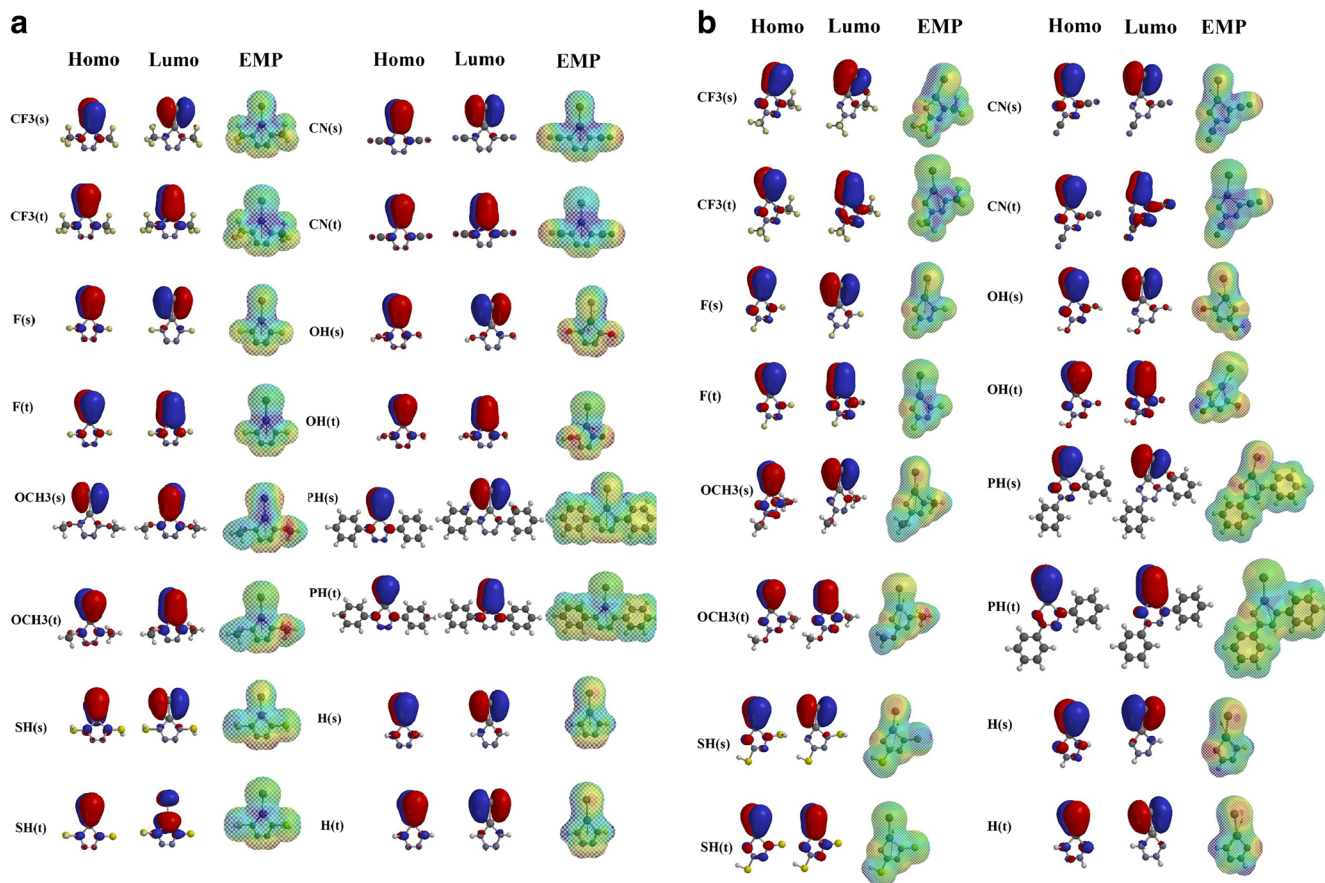 a
Homo Lumo EMP Homo Lumo EMP
CF3(s) CN(s)
CF3(t) CN(t)
F(s) OH(s)
F(t) OH(t)
OCH3(s) PH(s)
OCH3(t) PH(t)
SH(s) H(s)
SH(t) H(t)
b
Homo Lumo EMP Homo Lumo EMP
CF3(s) CN(s)
CF3(t) CN(t)
F(s) OH(s)
F(t) OH(t)
OCH3(s) PH(s)
OCH3(t) PH(t)
SH(s) H(s)
SH(t) H(t)